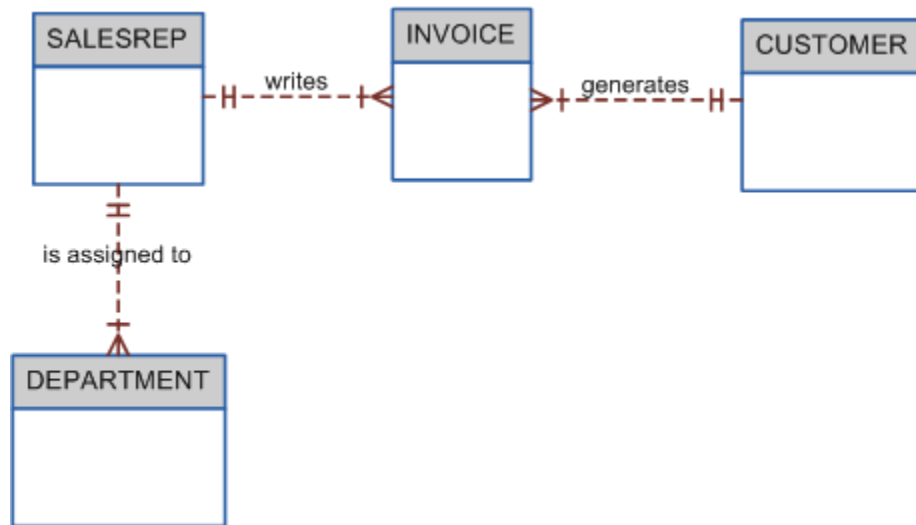 SALESREP
INVOICE
CUSTOMER
writes
generates
is assigned to
DEPARTMENT